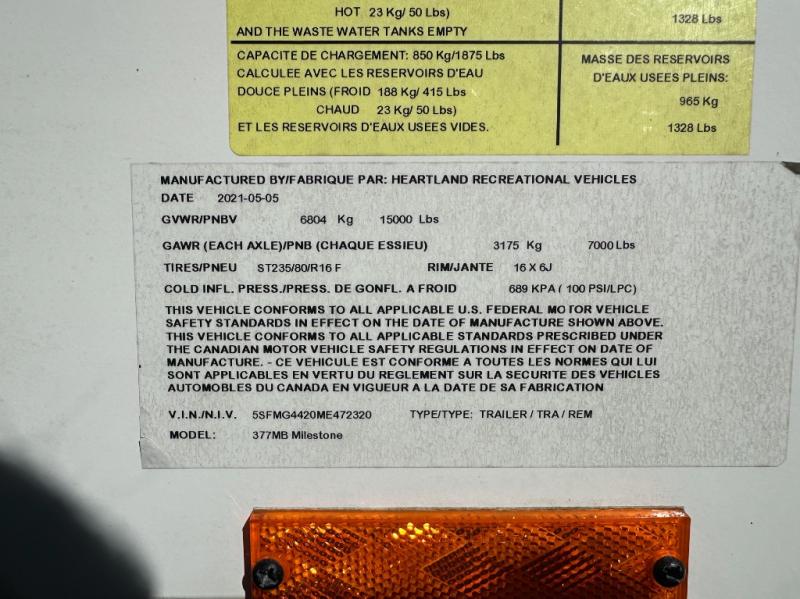 HOT 23 Kg/ 50 Lbs)
1328 Lbs
AND THE WASTE WATER TANKS EMPTY
CAPACITE DE CHARGEMENT: 850 Kg/1875 Lbs
CALCULEE AVEC LES RESERVOIRS D'EAU
DOUCE PLEINS (FROID 188 Kg/ 415 Lbs
CHAUD 23 Kg/ 50 Lbs)
ET LES RESERVOIRS D'EAUX USEES VIDES.
MASSE DES RESERVOIRS
D'EAUX USEES PLEINS:
965 Kg
1328 Lbs
MANUFACTURED BY/FABRIQUE PAR: HEARTLAND RECREATIONAL VEHICLES
DATE 2021-05-05
GVWR/PNBV 6804 Kg 15000 Lbs
GAWR (EACH AXLE)/PNB (CHAQUE ESSIEU) 3175 Kg 7000 Lbs
TIRES/PNEU ST235/80/R16 F RIM/JANTE 16 X 6J
COLD INFL. PRESS./PRESS. DE GONFL. A FROID 689 KPA ( 100 PSI/LPC)
THIS VEHICLE CONFORMS TO ALL APPLICABLE U.S. FEDERAL MOTOR VEHICLE
SAFETY STANDARDS IN EFFECT ON THE DATE OF MANUFACTURE SHOWN ABOVE.
THIS VEHICLE CONFORMS TO ALL APPLICABLE STANDARDS PRESCRIBED UNDER
THE CANADIAN MOTOR VEHICLE SAFETY REGULATIONS IN EFFECT ON DATE OF
MANUFACTURE. - CE VEHICULE EST CONFORME A TOUTES LES NORMES QUI LUI
SONT APPLICABLES EN VERTU DU REGLEMENT SUR LA SECURITE DES VEHICLES
AUTOMOBILES DU CANADA EN VIGUEUR A LA DATE DE SA FABRICATION
V.I.N./N.I.V. 5SFMG4420ME472320 TYPE/TYPE: TRAILER / TRA / REM
MODEL: 377MB Milestone